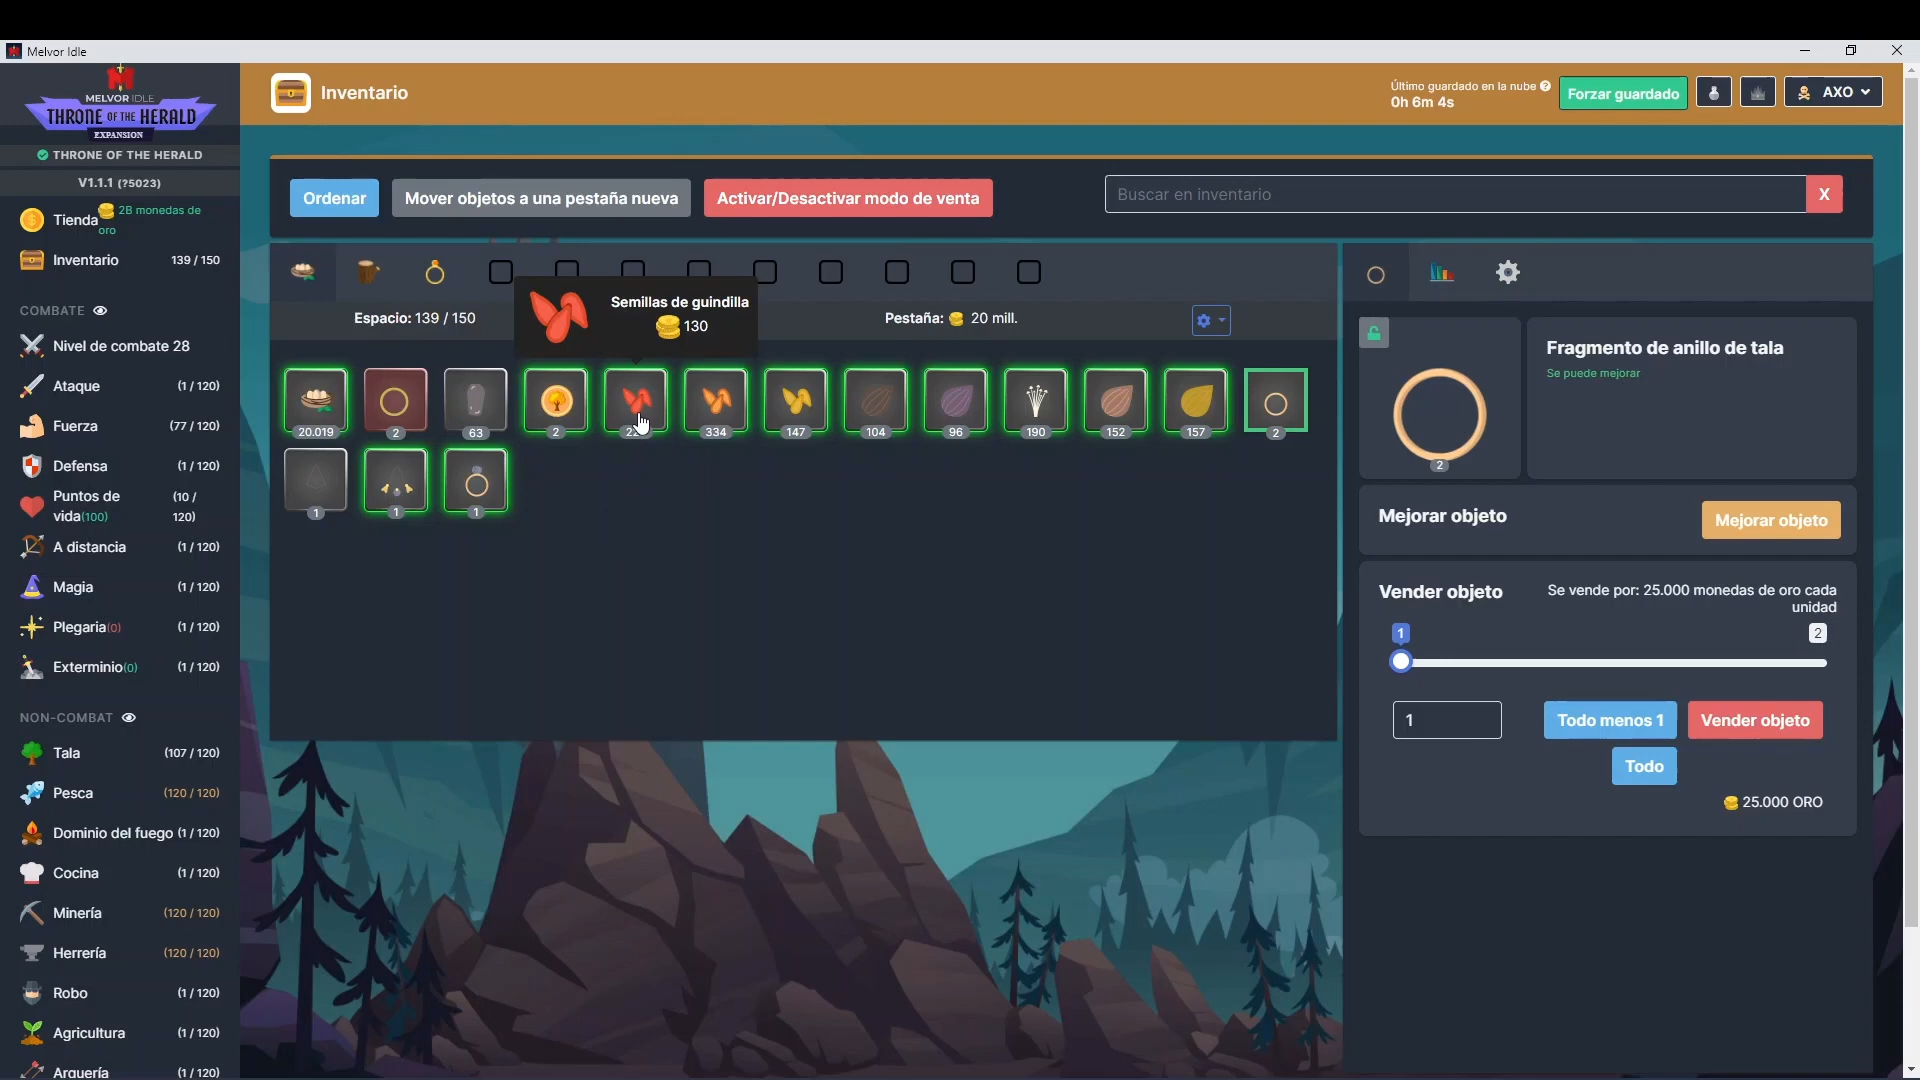 Melvor Idle
MELVOR IDLE
THRONE OF THE HERALD
EXPANSION
THRONE OF THE HERALD
V1.1.1 (?5023)
Tienda
2B monedas de
oro
Inventario 139 / 150
COMBATE
Nivel de combate 28
Ataque (1 / 120)
Fuerza (77 / 120)
Defensa (1 / 120)
Puntos de (10 /
vida(100) 120)
A distancia (1 / 120)
Magia (1 / 120)
Plegaria(0) (1 / 120)
Exterminio(0) (1 / 120)
NON-COMBAT
Tala (107 / 120)
Pesca (120 / 120)
Dominio del fuego (1 / 120)
Cocina (1 / 120)
Minería (120 / 120)
Herrería (120 / 120)
Robo (1 / 120)
Agricultura (1 / 120)
Arquería (1 / 120)
Inventario
Último guardado en la nube ?
0h 6m 4s
Forzar guardado
AXO
Ordenar
Mover objetos a una pestaña nueva
Activar/Desactivar modo de venta
Buscar en inventario
X
Espacio: 139 / 150
Semillas de guindilla
130
Pestaña: 20 mill.
20.019 2 63 2 334 147 104 96 190 152 157 2
1 1 1
Fragmento de anillo de tala
Se puede mejorar
2
Mejorar objeto
Mejorar objeto
Vender objeto
Se vende por: 25.000 monedas de oro cada
unidad
1 2
1
Todo menos 1
Vender objeto
Todo
25.000 ORO